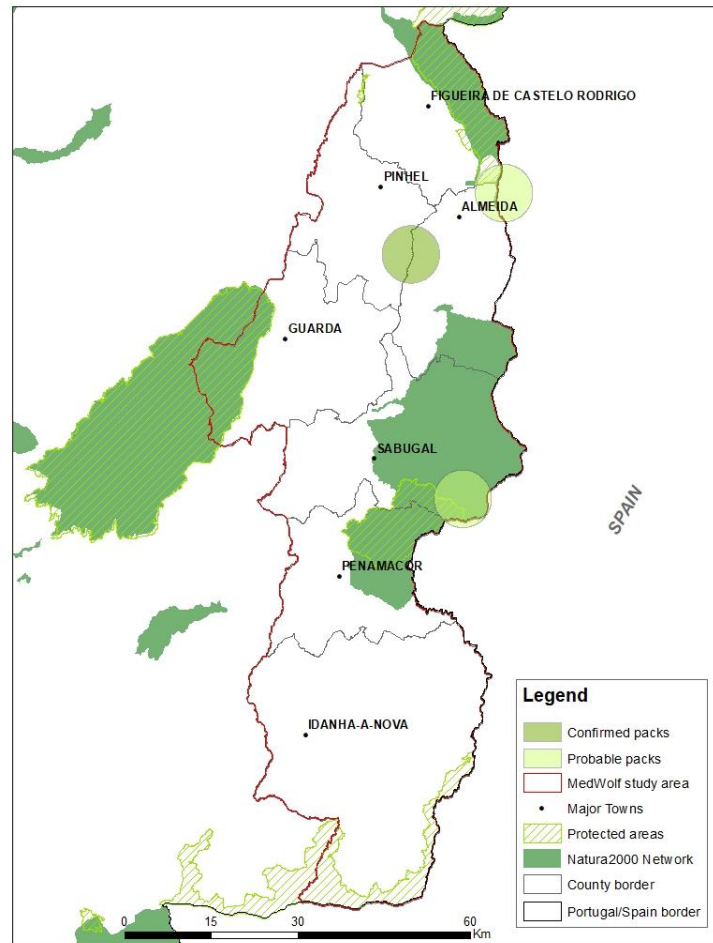 FIGUEIRA DE CASTELO RODRIGO
PINHEL
ALMEIDA
GUARDA
SABUGAL
SPAIN
PENAMACOR
IDANHA-A-NOVA
Legend
Confirmed packs
Probable packs
MedWolf study area
Major Towns
Protected areas
Natura2000 Network
County border
Portugal/Spain border
0 15 30 60
Km